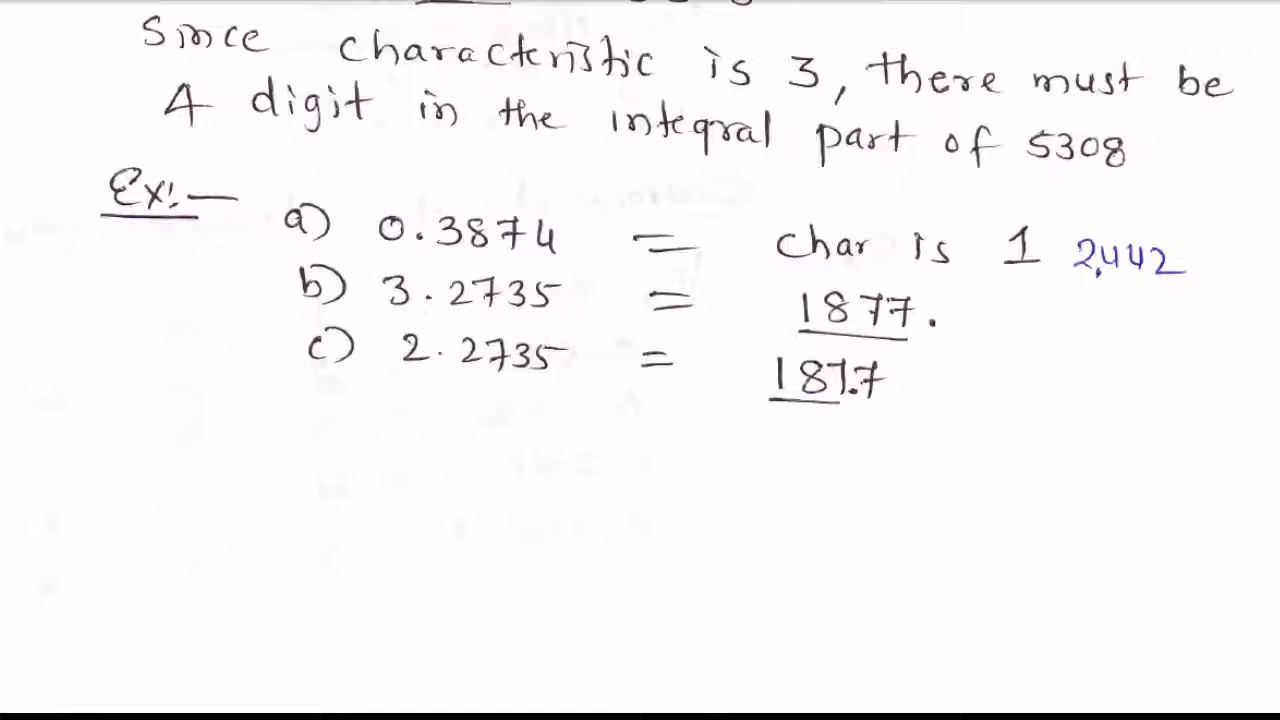 Since characteristic is 3, there must be
4 digit in the integral part of 5308
Ex:—
a) 0.3874 = Char is 1 2.442
b) 3.2735 = 1877.
c) 2.2735 = 187.7